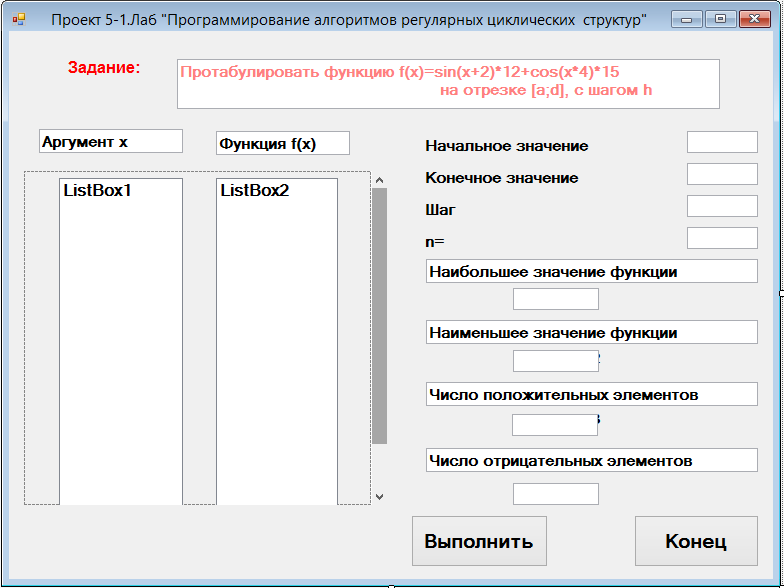 Проект 5-1.Лаб "Программирование алгоритмов регулярных циклических структур"
Задание:
Протабулировать функцию f(x)=sin(x+2)*12+cos(x*4)*15
на отрезке [a;d], с шагом h
Аргумент x
Функция f(x)
ListBox1
ListBox2
Начальное значение
Конечное значение
Шаг
n=
Наибольшее значение функции
Наименьшее значение функции
Число положительных элементов
Число отрицательных элементов
Выполнить
Конец